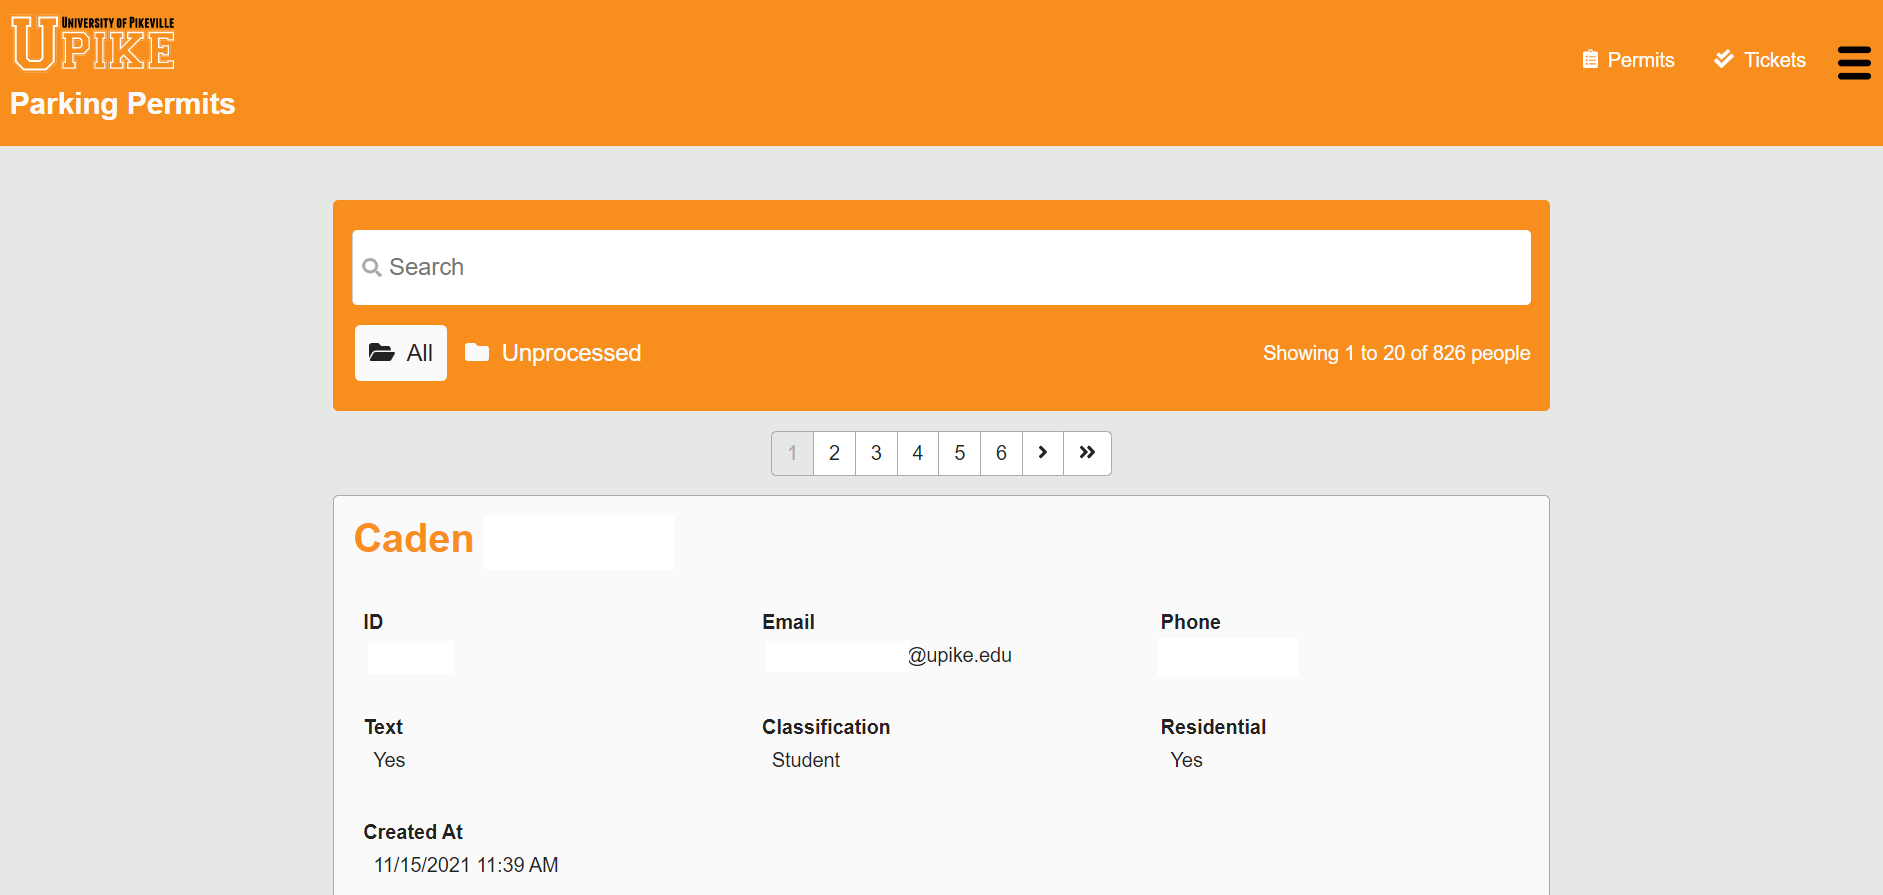 UNIVERSITY OF PIKEVILLE
UPIKE
Parking Permits
Permits
Tickets
Search
All
Unprocessed
Showing 1 to 20 of 826 people
1 2 3 4 5 6
Caden
ID
Email
Phone
@upike.edu
Text
Classification
Residential
Yes
Student
Yes
Created At
11/15/2021 11:39 AM